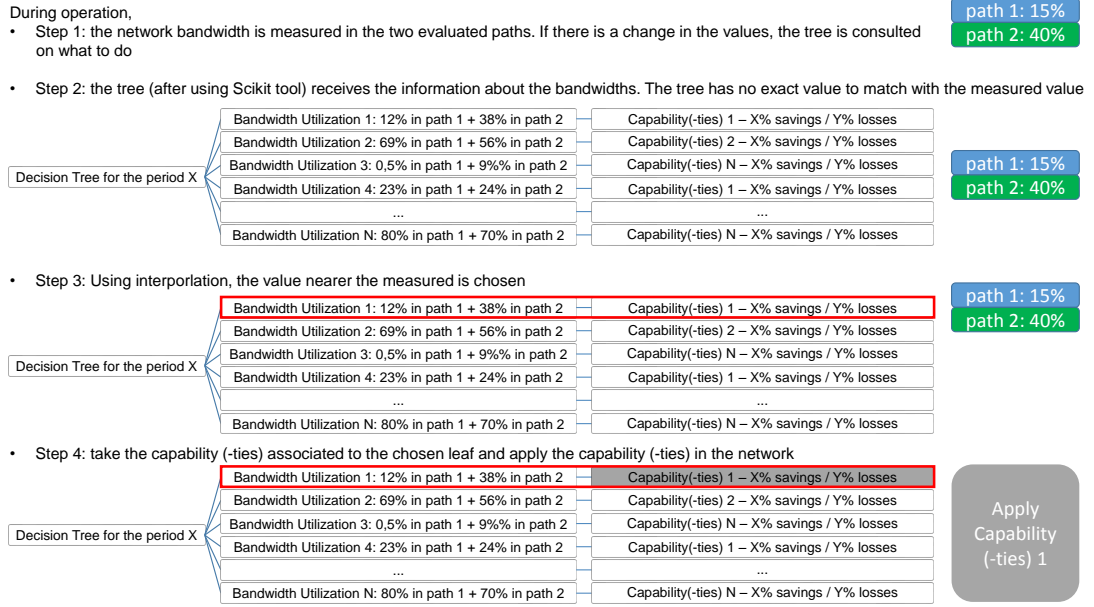 During operation,
path 1: 15%
• Step 1: the network bandwidth is measured in the two evaluated paths. If there is a change in the values, the tree is consulted
on what to do
path 2: 40%
• Step 2: the tree (after using Scikit tool) receives the information about the bandwidths. The tree has no exact value to match with the measured value
Bandwidth Utilization 1: 12% in path 1 + 38% in path 2
Capability(-ties) 1 – X% savings / Y% losses
Bandwidth Utilization 2: 69% in path 1 + 56% in path 2
Capability(-ties) 2 – X% savings / Y% losses
Bandwidth Utilization 3: 0,5% in path 1 + 9%% in path 2
Capability(-ties) N – X% savings / Y% losses
path 1: 15%
Decision Tree for the period X
Bandwidth Utilization 4: 23% in path 1 + 24% in path 2
Capability(-ties) 1 – X% savings / Y% losses
path 2: 40%
...
...
Bandwidth Utilization N: 80% in path 1 + 70% in path 2
Capability(-ties) N – X% savings / Y% losses
• Step 3: Using interporlation, the value nearer the measured is chosen
path 1: 15%
path 2: 40%
Bandwidth Utilization 1: 12% in path 1 + 38% in path 2
Capability(-ties) 1 – X% savings / Y% losses
Bandwidth Utilization 2: 69% in path 1 + 56% in path 2
Capability(-ties) 2 – X% savings / Y% losses
Bandwidth Utilization 3: 0,5% in path 1 + 9%% in path 2
Capability(-ties) N – X% savings / Y% losses
Decision Tree for the period X
Bandwidth Utilization 4: 23% in path 1 + 24% in path 2
Capability(-ties) 1 – X% savings / Y% losses
...
...
Bandwidth Utilization N: 80% in path 1 + 70% in path 2
Capability(-ties) N – X% savings / Y% losses
• Step 4: take the capability (-ties) associated to the chosen leaf and apply the capability (-ties) in the network
Bandwidth Utilization 1: 12% in path 1 + 38% in path 2
Capability(-ties) 1 – X% savings / Y% losses
Bandwidth Utilization 2: 69% in path 1 + 56% in path 2
Capability(-ties) 2 – X% savings / Y% losses
Bandwidth Utilization 3: 0,5% in path 1 + 9%% in path 2
Capability(-ties) N – X% savings / Y% losses
Decision Tree for the period X
Bandwidth Utilization 4: 23% in path 1 + 24% in path 2
Capability(-ties) 1 – X% savings / Y% losses
...
...
Bandwidth Utilization N: 80% in path 1 + 70% in path 2
Capability(-ties) N – X% savings / Y% losses
Apply
Capability
(-ties) 1